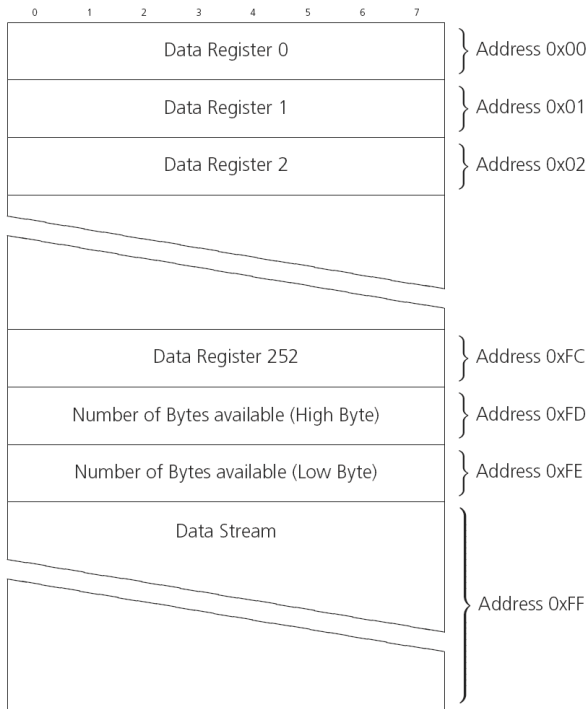 0 1 2 3 4 5 6 7
Data Register 0 Address 0x00
Data Register 1 Address 0x01
Data Register 2 Address 0x02
Data Register 252 Address 0xFC
Number of Bytes available (High Byte) Address 0xFD
Number of Bytes available (Low Byte) Address 0xFE
Data Stream
Address 0xFF